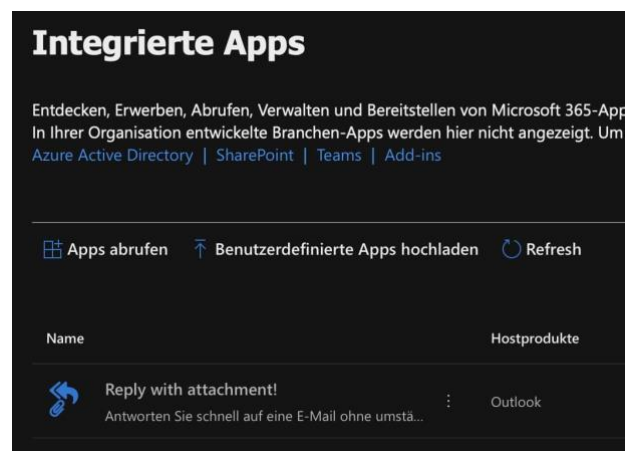 Integrierte Apps
Entdecken, Erwerben, Abrufen, Verwalten und Bereitstellen von Microsoft 365-App
In Ihrer Organisation entwickelte Branchen-Apps werden hier nicht angezeigt. Um
Azure Active Directory | SharePoint | Teams | Add-ins
Apps abrufen Benutzerdefinierte Apps hochladen Refresh
Name Hostprodukte
Reply with attachment!
Antworten Sie schnell auf eine E-Mail ohne umstä... Outlook